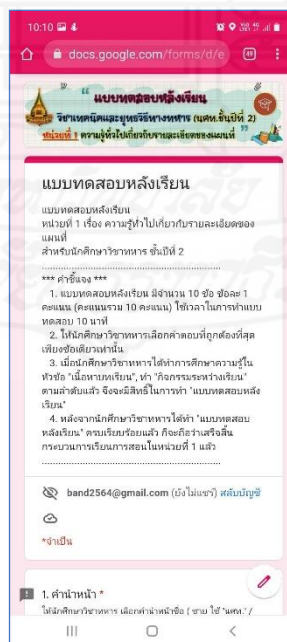 10:10
docs.google.com/forms/d/e
49
“ แบบทดสอบหลังเรียน
วิชาเทคนิคและยุทธวิธีทางทหาร (นศท.ชั้นปีที่ 2)
หน่วยที่ 1 ความรู้ทั่วไปเกี่ยวกับรายละเอียดของแผนที่ ”
แบบทดสอบหลังเรียน
แบบทดสอบหลังเรียน
หน่วยที่ 1 เรื่อง ความรู้ทั่วไปเกี่ยวกับรายละเอียดของ
แผนที่
สำหรับนักศึกษาวิชาทหาร ชั้นปีที่ 2
............................................................
*** คำชี้แจง ***
1. แบบทดสอบหลังเรียน มีจำนวน 10 ข้อ ข้อละ 1
คะแนน (คะแนนรวม 10 คะแนน) ใช้เวลาในการทำแบบ
ทดสอบ 10 นาที
2. ให้นักศึกษาวิชาทหารเลือกคำตอบที่ถูกต้องที่สุด
เพียงข้อเดียวเท่านั้น
3. เมื่อนักศึกษาวิชาทหารได้ทำการศึกษาความรู้ใน
หัวข้อ "เนื้อหาบทเรียน", ทำ "กิจกรรมระหว่างเรียน"
ตามลำดับแล้ว จึงจะมีสิทธิ์ในการทำ "แบบทดสอบหลัง
เรียน"
4. หลังจากนักศึกษาวิชาทหารได้ทำ "แบบทดสอบ
หลังเรียน" ครบเรียบร้อยแล้ว ก็จะถือว่าเสร็จสิ้น
กระบวนการเรียนการสอนในหน่วยที่ 1 แล้ว
............................................................
band2564@gmail.com (ยังไม่แชร์) สลับบัญชี
*จำเป็น
1. คำนำหน้า *
ให้นักศึกษาวิชาทหาร เลือกคำนำหน้าชื่อ ( ชาย ใช้ "นศท." /